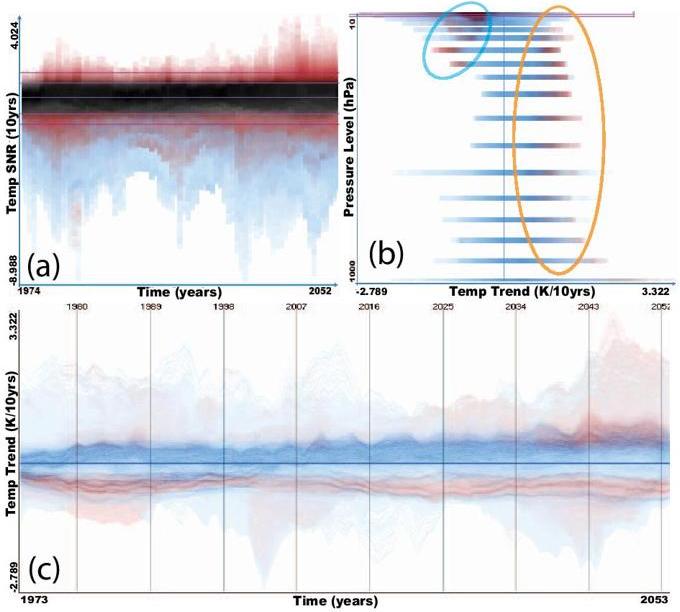 4.024
Temp SNR (10yrs)
-8.988
(a)
1974
Time (years)
2052
10
Pressure Level (hPa)
1000
(b)
-2.789
Temp Trend (K/10yrs)
3.322
1980
1989
1998
2007
2016
2025
2034
2043
2052
3.322
Temp Trend (K/10yrs)
-2.789
(c)
1973
Time (years)
2053